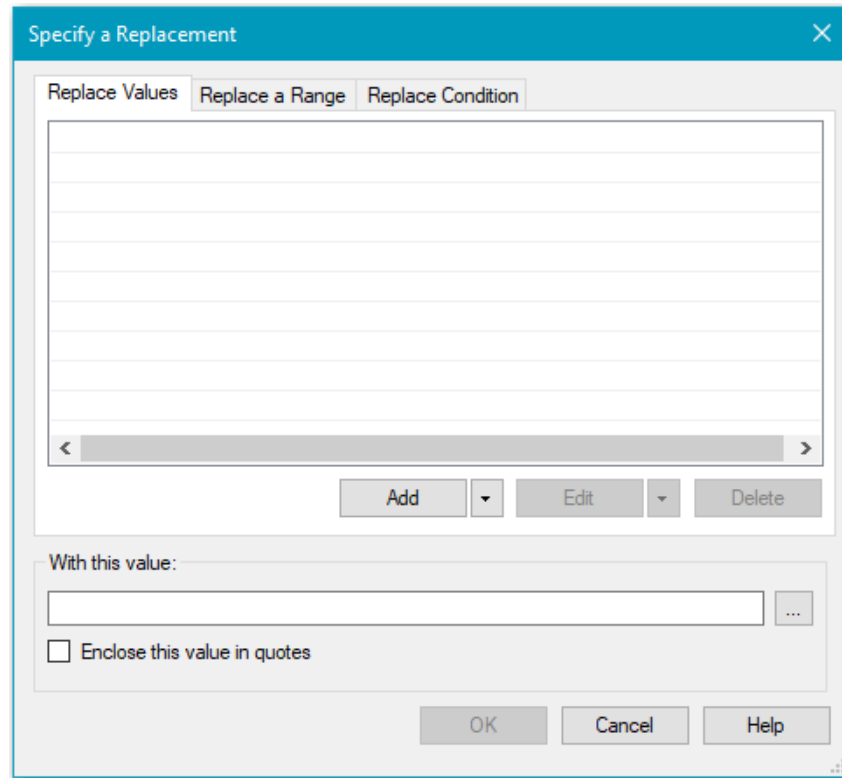 Specify a Replacement
Replace Values Replace a Range Replace Condition
Add Edit Delete
With this value:
...
Enclose this value in quotes
OK Cancel Help